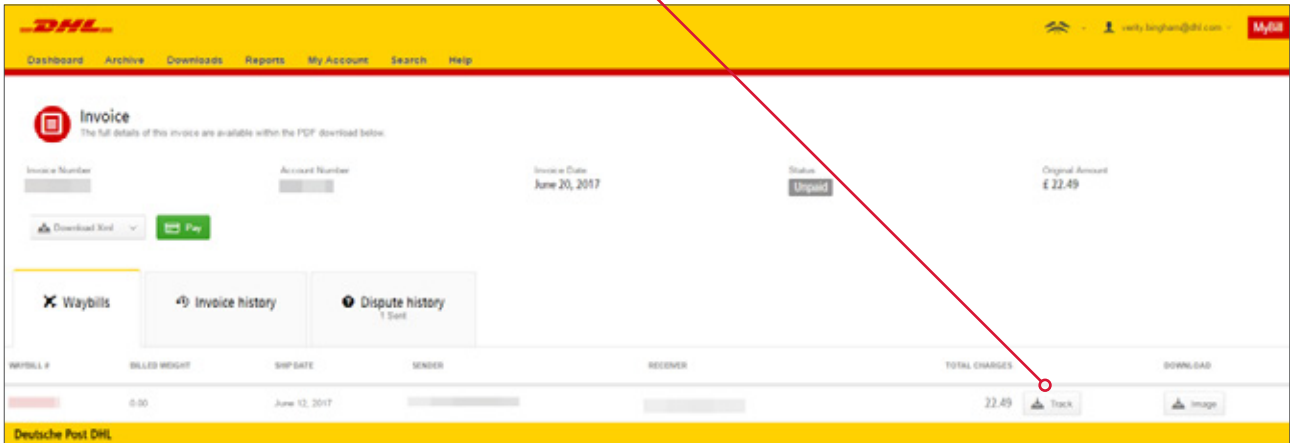 DHL
verity.bingham@dhl.com
MyBill
Dashboard Archive Downloads Reports My Account Search Help
Invoice
The full details of this invoice are available within the PDF download below.
Invoice Number Account Number Invoice Date Status Original Amount
June 20, 2017 Unpaid £ 22.49
Download Xml Pay
Waybills Invoice history Dispute history
1 Sent
WAYBILL # BILLED WEIGHT SHIP DATE SENDER RECEIVER TOTAL CHARGES DOWNLOAD
0.00 June 12, 2017 22.49 Track Image
Deutsche Post DHL